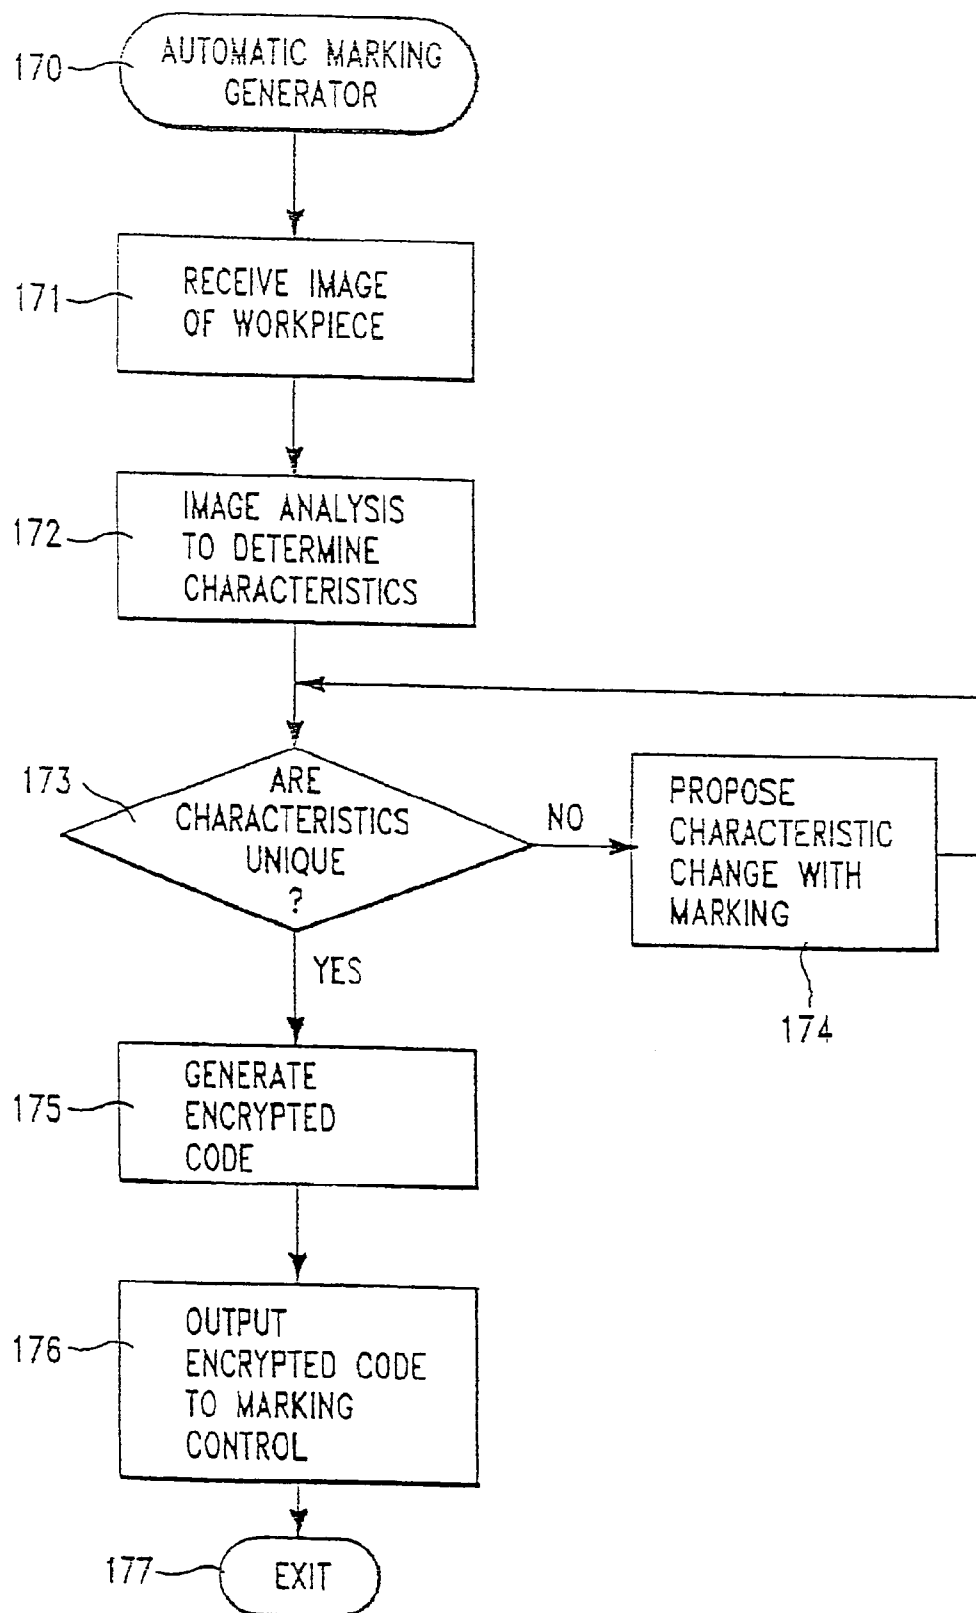 170
AUTOMATIC MARKING
GENERATOR
171
RECEIVE IMAGE
OF WORKPIECE
172
IMAGE ANALYSIS
TO DETERMINE
CHARACTERISTICS
173
ARE
CHARACTERISTICS
UNIQUE
?
NO
PROPOSE
CHARACTERISTIC
CHANGE WITH
MARKING
174
YES
175
GENERATE
ENCRYPTED
CODE
176
OUTPUT
ENCRYPTED CODE
TO MARKING
CONTROL
177
EXIT